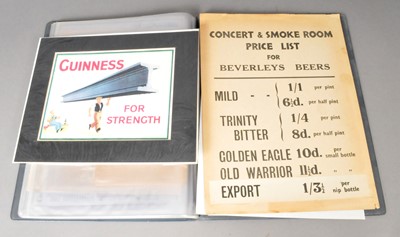 GUINNESS
FOR
STRENGTH
CONCERT & SMOKE ROOM
PRICE LIST
FOR
BEVERLEYS BEERS
MILD - - 1/1 per pint
6½d. per half pint
TRINITY BITTER 1/4 per pint
8d. per half pint
GOLDEN EAGLE 10d. per small bottle
OLD WARRIOR 11½d. - -
EXPORT 1/3½ per nip bottle